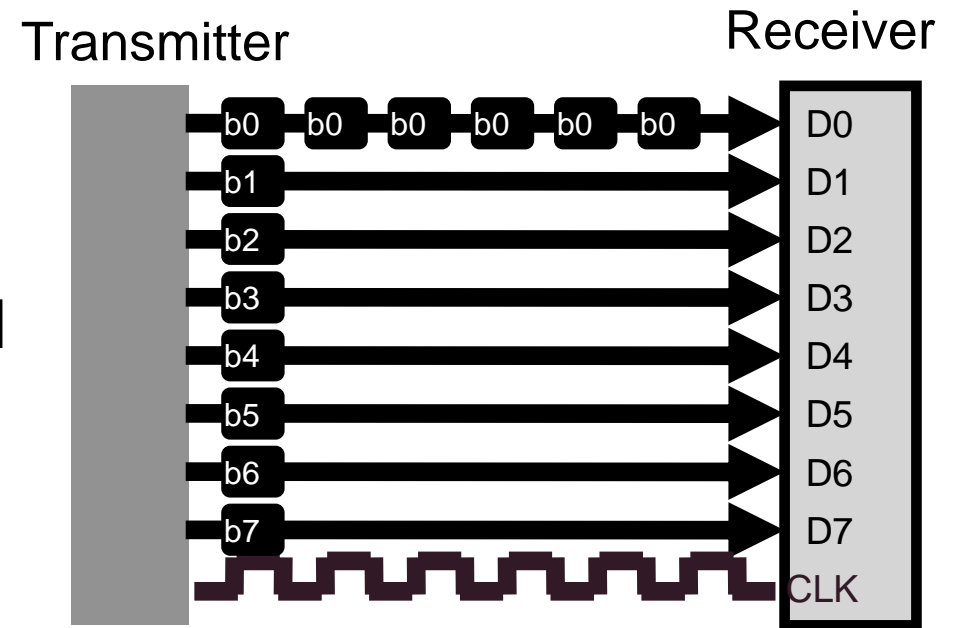 Transmitter
Receiver
b0 b0 b0 b0 b0 b0 D0
b1 D1
b2 D2
b3 D3
b4 D4
b5 D5
b6 D6
b7 D7
CLK